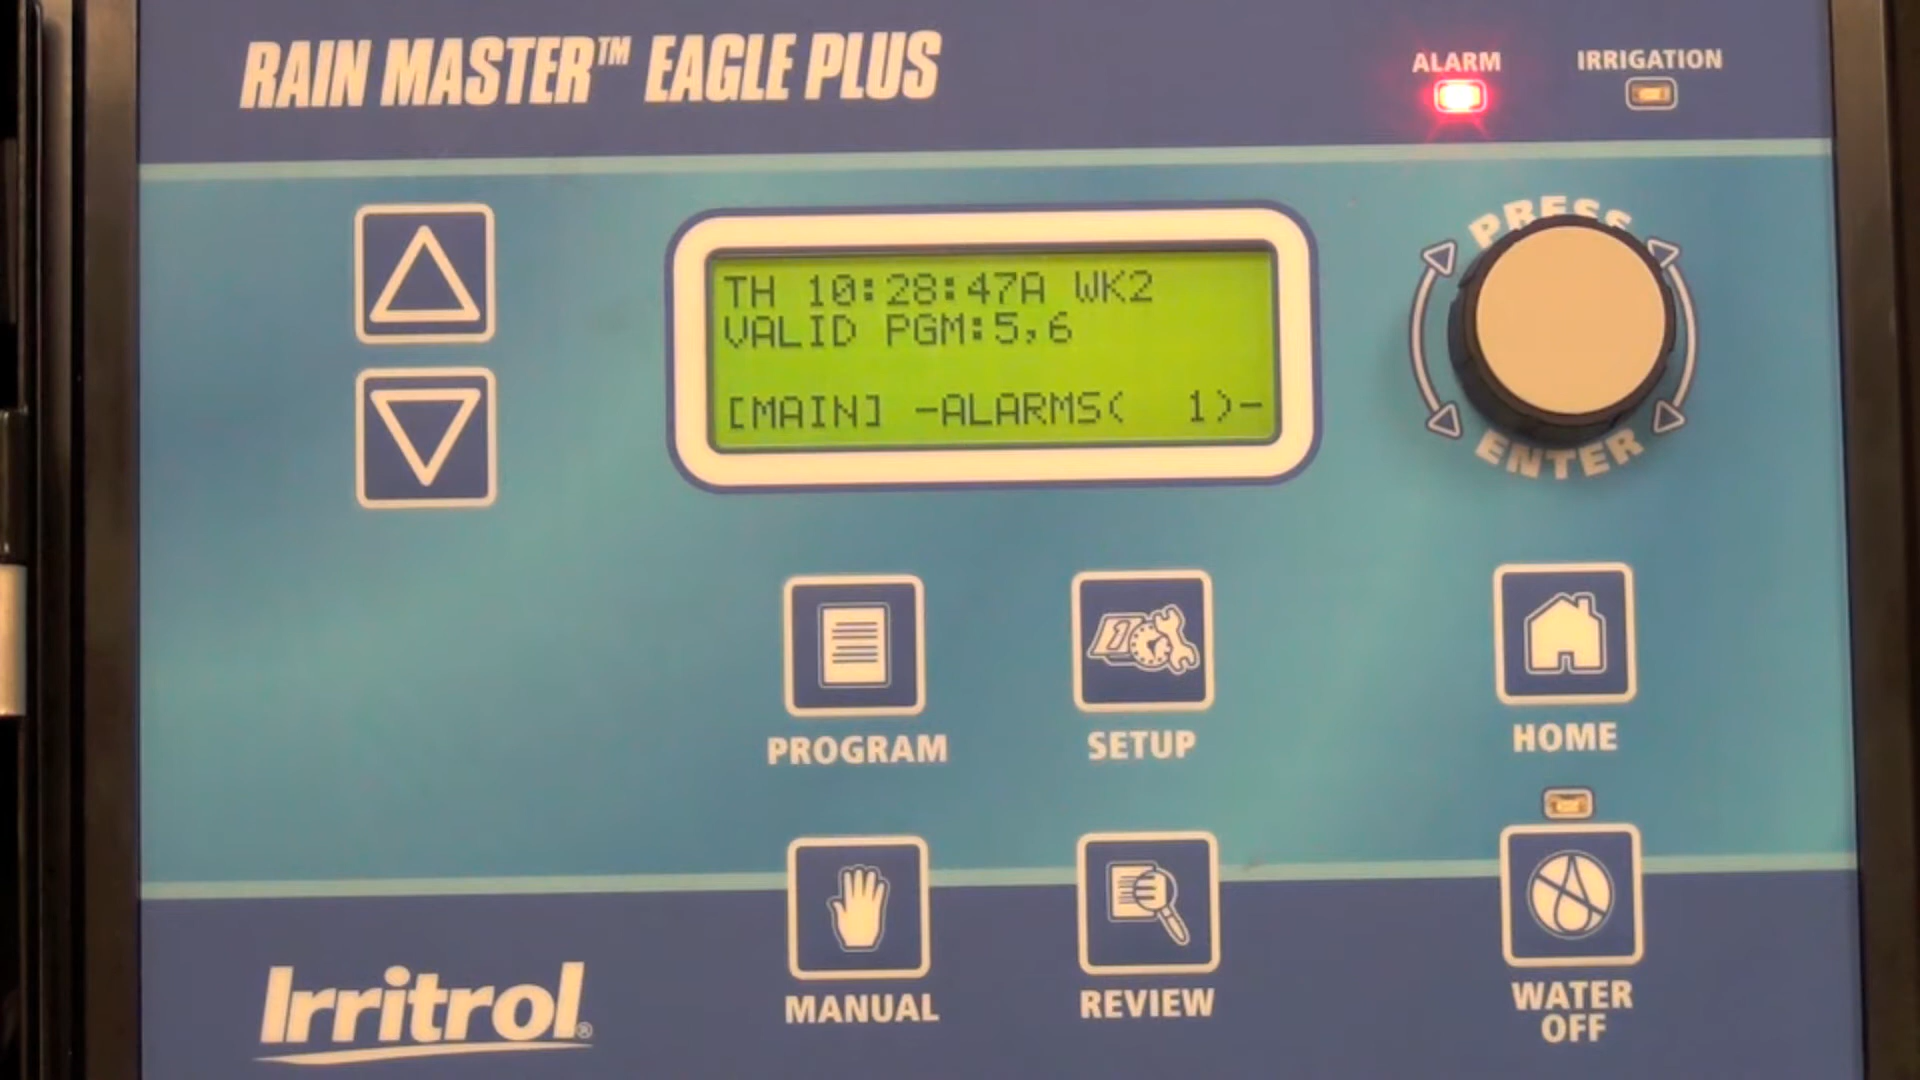 RAIN MASTER™ EAGLE PLUS
ALARM
IRRIGATION
PRESS
TH 10:28:47A WK2
VALID PGM:5,6
[MAIN] -ALARMS( 1)-
ENTER
1
PROGRAM
SETUP
HOME
MANUAL
REVIEW
WATER
OFF
Irritrol®